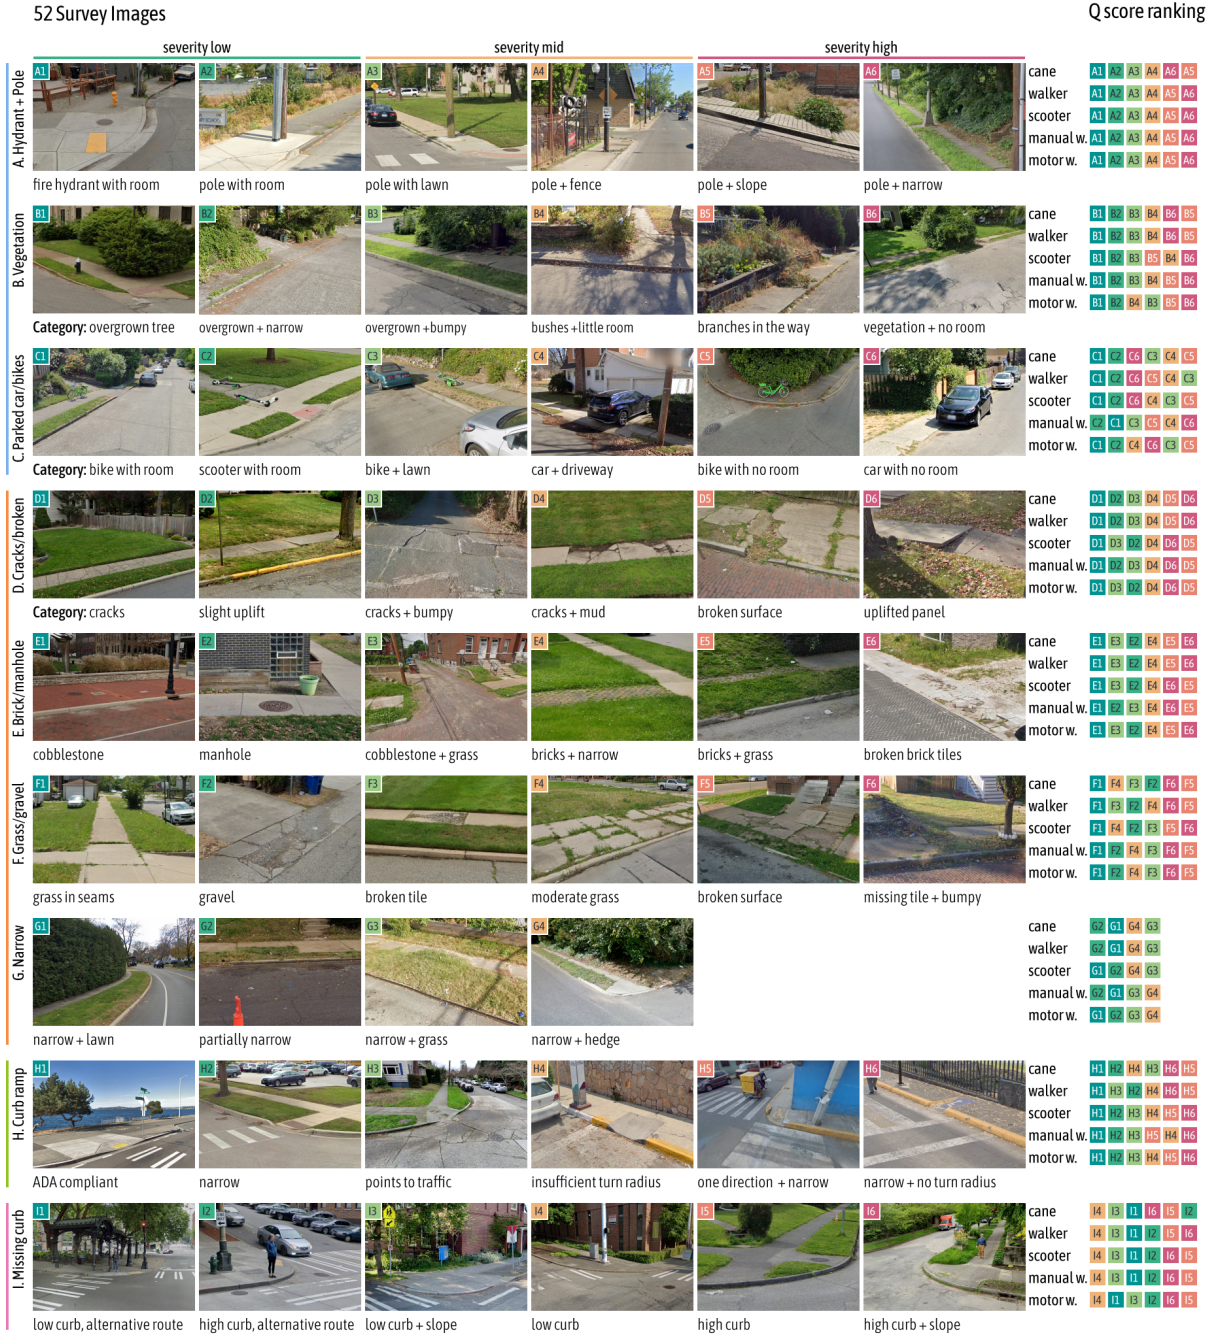 52 Survey Images
Q score ranking
severity low
severity mid
severity high
A. Hydrant + Pole
A1
A2
A3
A4
A5
A6
fire hydrant with room
pole with room
pole with lawn
pole + fence
pole + slope
pole + narrow
cane A1 A2 A3 A4 A6 A5
walker A1 A2 A3 A4 A5 A6
scooter A1 A2 A3 A4 A5 A6
manual w. A1 A2 A3 A4 A5 A6
motor w. A1 A2 A3 A4 A5 A6
B. Vegetation
B1
B2
B3
B4
B5
B6
Category: overgrown tree
overgrown + narrow
overgrown +bumpy
bushes +little room
branches in the way
vegetation + no room
cane B1 B2 B3 B4 B6 B5
walker B1 B2 B3 B4 B6 B5
scooter B1 B2 B3 B5 B4 B6
manual w. B1 B2 B3 B4 B5 B6
motor w. B1 B2 B4 B3 B5 B6
C. Parked car/bikes
C1
C2
C3
C4
C5
C6
Category: bike with room
scooter with room
bike + lawn
car + driveway
bike with no room
car with no room
cane C1 C2 C6 C3 C4 C5
walker C1 C2 C6 C5 C4 C3
scooter C1 C2 C6 C4 C3 C5
manual w. C2 C1 C3 C5 C4 C6
motor w. C1 C2 C4 C6 C3 C5
D. Cracks/broken
D1
D2
D3
D4
D5
D6
Category: cracks
slight uplift
cracks + bumpy
cracks + mud
broken surface
uplifted panel
cane D1 D2 D3 D4 D5 D6
walker D1 D2 D3 D4 D5 D6
scooter D1 D3 D2 D4 D6 D5
manual w. D1 D2 D3 D4 D6 D5
motor w. D1 D3 D2 D4 D6 D5
E. Brick/manhole
E1
E2
E3
E4
E5
E6
cobblestone
manhole
cobblestone + grass
bricks + narrow
bricks + grass
broken brick tiles
cane E1 E3 E2 E4 E5 E6
walker E1 E3 E2 E4 E5 E6
scooter E1 E3 E2 E4 E6 E5
manual w. E1 E2 E3 E4 E6 E5
motor w. E1 E3 E2 E4 E5 E6
F. Grass/gravel
F1
F2
F3
F4
F5
F6
grass in seams
gravel
broken tile
moderate grass
broken surface
missing tile + bumpy
cane F1 F4 F3 F2 F6 F5
walker F1 F3 F2 F4 F6 F5
scooter F1 F4 F2 F3 F5 F6
manual w. F1 F2 F4 F3 F6 F5
motor w. F1 F2 F4 F3 F6 F5
G. Narrow
G1
G2
G3
G4
narrow + lawn
partially narrow
narrow + grass
narrow + hedge
cane G2 G1 G4 G3
walker G2 G1 G4 G3
scooter G1 G2 G4 G3
manual w. G2 G1 G3 G4
motor w. G1 G2 G3 G4
H. Curb ramp
H1
H2
H3
H4
H5
H6
ADA compliant
narrow
points to traffic
insufficient turn radius
one direction + narrow
narrow + no turn radius
cane H1 H2 H4 H3 H6 H5
walker H1 H3 H2 H4 H6 H5
scooter H1 H2 H3 H4 H5 H6
manual w. H1 H2 H3 H5 H4 H6
motor w. H1 H2 H3 H4 H5 H6
I. Missing curb
I1
I2
I3
I4
I5
I6
low curb, alternative route
high curb, alternative route
low curb + slope
low curb
high curb
high curb + slope
cane I4 I3 I1 I6 I5 I2
walker I4 I3 I1 I2 I5 I6
scooter I4 I3 I1 I2 I6 I5
manual w. I4 I3 I1 I2 I6 I5
motor w. I4 I1 I3 I2 I6 I5